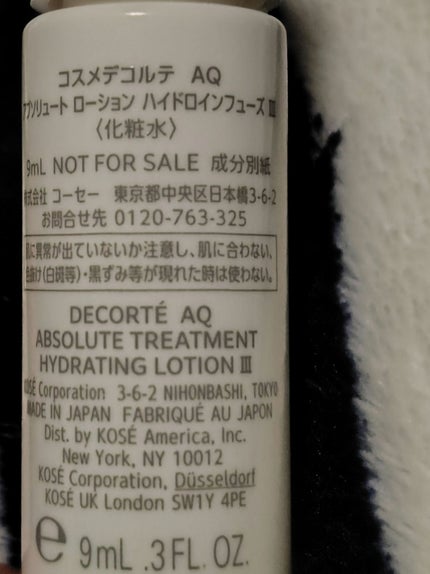 コスメデコルテ AQ
アブソリュート ローション ハイドロインフューズ Ⅲ
〈化粧水〉
9mL NOT FOR SALE 成分別紙
株式会社 コーセー 東京都中央区日本橋3-6-2
お問合せ先 0120-763-325
肌に異常が出ていないか注意し、肌に合わない、
色抜け(白斑等)・黒ずみ等が現れた時は使わない。
DECORTÉ AQ
ABSOLUTE TREATMENT
HYDRATING LOTION Ⅲ
KOSÉ Corporation 3-6-2 NIHONBASHI, TOKYO
MADE IN JAPAN FABRIQUÉ AU JAPON
Dist. by KOSÉ America, Inc.
New York, NY 10012
KOSÉ Corporation, Düsseldorf
KOSÉ UK London SW1Y 4PE
e 9mL .3 FL. OZ.